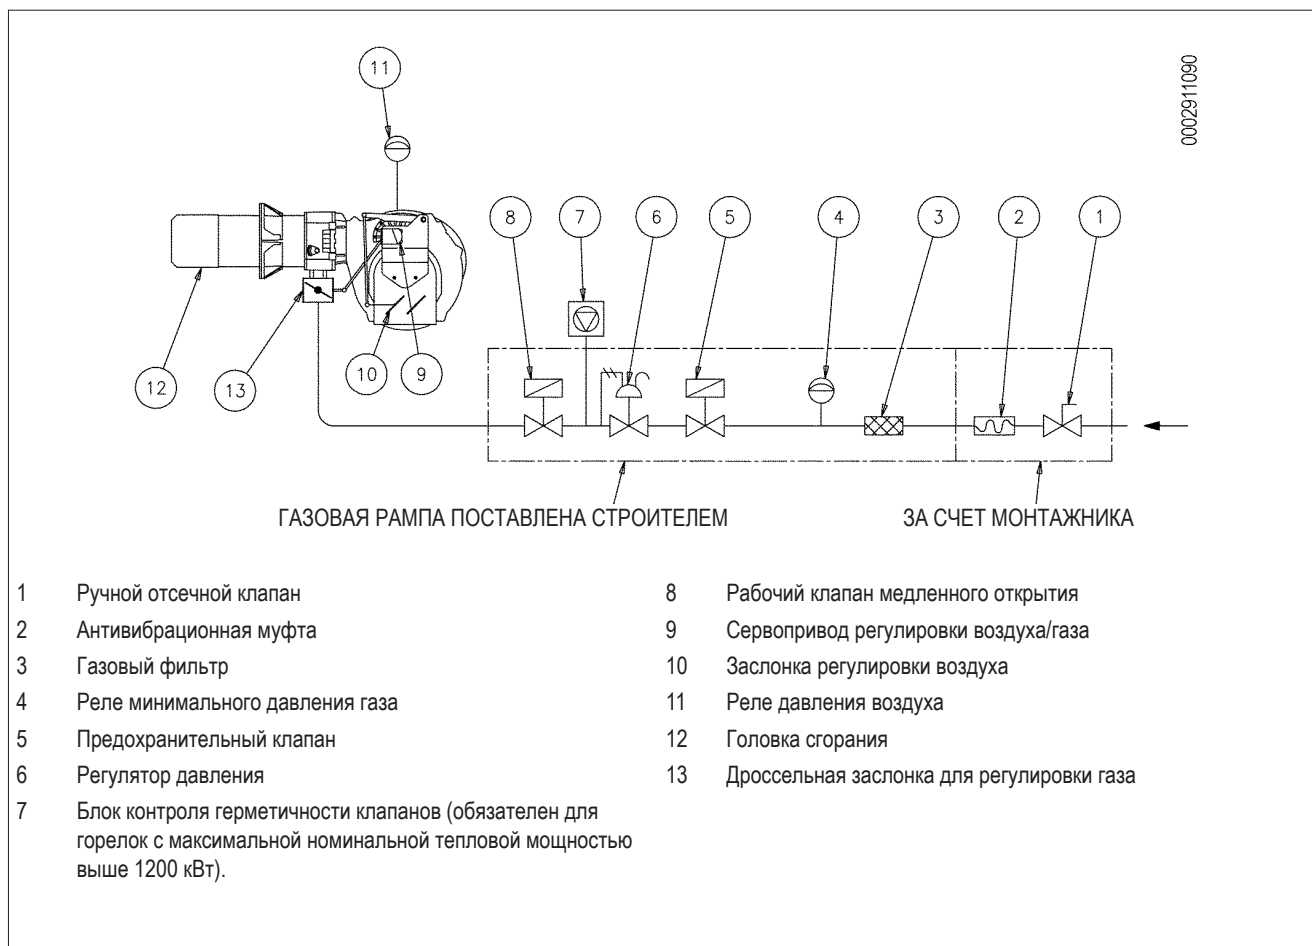 11
0002911090
8
7
6
5
4
3
2
1
12
13
10
9
ГАЗОВАЯ РАМПА ПОСТАВЛЕНА СТРОИТЕЛЕМ
ЗА СЧЕТ МОНТАЖНИКА
1 Ручной отсечной клапан
2 Антивибрационная муфта
3 Газовый фильтр
4 Реле минимального давления газа
5 Предохранительный клапан
6 Регулятор давления
7 Блок контроля герметичности клапанов (обязателен для
горелок с максимальной номинальной тепловой мощностью
выше 1200 кВт).
8 Рабочий клапан медленного открытия
9 Сервопривод регулировки воздуха/газа
10 Заслонка регулировки воздуха
11 Реле давления воздуха
12 Головка сгорания
13 Дроссельная заслонка для регулировки газа